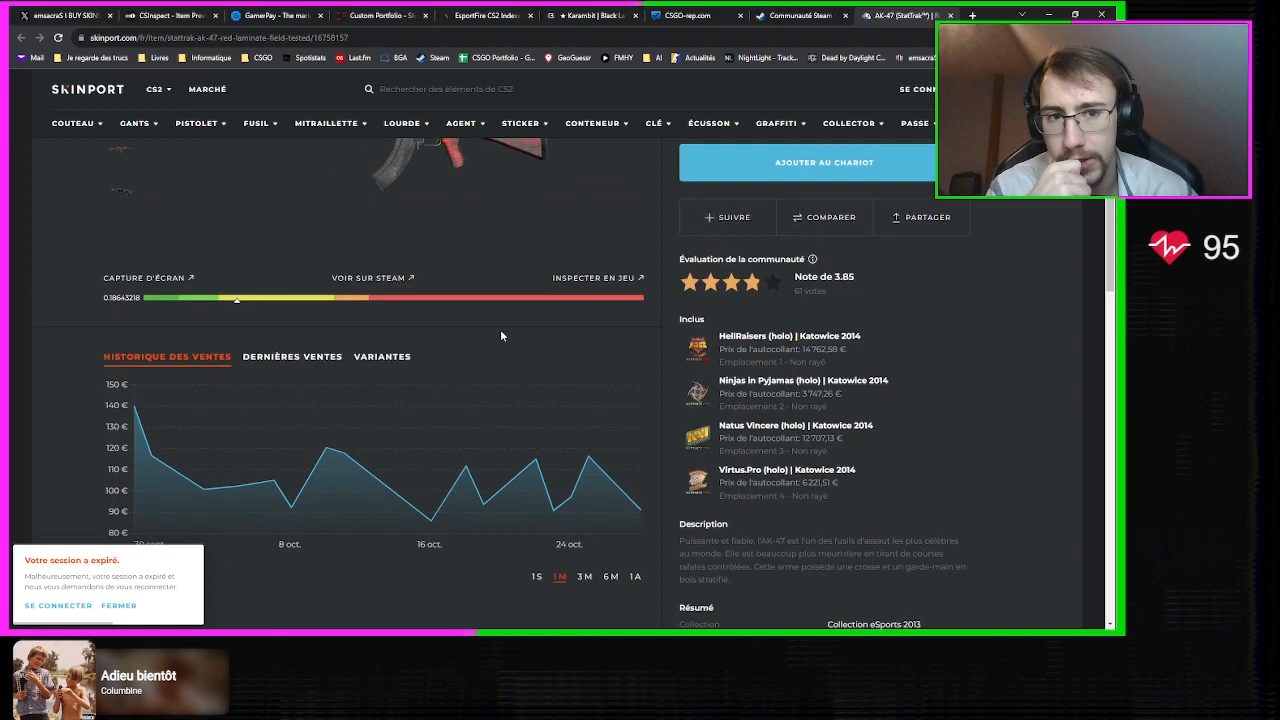 emsacraS I BUY SKIN
CSInspect - Item Prev
GamerPay - The mar
Custom Portfolio - St
EsportFire CS2 Index
★ Karambit | Black La
CSGO-rep.com
Communauté Steam
AK-47 (StatTrak™) | R
skinport.com/fr/item/stattrak-ak-47-red-laminate-field-tested/16758157
Mail
Je regarde des trucs
Livres
Informatique
CSGO
Spotistats
Last.fm
BGA
Steam
CSGO Portfolio - G...
GeoGuessr
FMHY
AI
Actualités
NightLight - Track...
Dead by Daylight C...
emsacraS
SKINPORT
CS2
MARCHÉ
Rechercher des éléments de CS2
SE CONN
COUTEAU
GANTS
PISTOLET
FUSIL
MITRAILLETTE
LOURDE
AGENT
STICKER
CONTENEUR
CLÉ
ÉCUSSON
GRAFFITI
COLLECTOR
PASSE
AJOUTER AU CHARIOT
SUIVRE
COMPARER
PARTAGER
95
CAPTURE D'ÉCRAN
VOIR SUR STEAM
INSPECTER EN JEU
0.18643218
Évaluation de la communauté
Note de 3.85
61 votes
Inclus
HellRaisers (holo) | Katowice 2014
Prix de l'autocollant: 14 762,58 €
Emplacement 1 - Non rayé
Ninjas in Pyjamas (holo) | Katowice 2014
Prix de l'autocollant: 3 747,26 €
Emplacement 2 - Non rayé
Natus Vincere (holo) | Katowice 2014
Prix de l'autocollant: 12 707,13 €
Emplacement 3 - Non rayé
Virtus.Pro (holo) | Katowice 2014
Prix de l'autocollant: 6 221,51 €
Emplacement 4 - Non rayé
Description
Puissante et fiable, l'AK-47 est l'un des fusils d'assaut les plus célèbres
au monde. Elle est beaucoup plus meurtrière en tirant de courtes
rafales contrôlées. Cette arme possède une crosse et un garde-main en
bois stratifié.
Résumé
Collection
Collection eSports 2013
HISTORIQUE DES VENTES
DERNIÈRES VENTES
VARIANTES
150 €
140 €
130 €
120 €
110 €
100 €
90 €
80 €
30 sept.
8 oct.
16 oct.
24 oct.
1S
1M
3M
6M
1A
Votre session a expiré.
Malheureusement, votre session a expiré et
nous vous demandons de vous reconnecter.
SE CONNECTER
FERMER
Adieu bientôt
Columbine